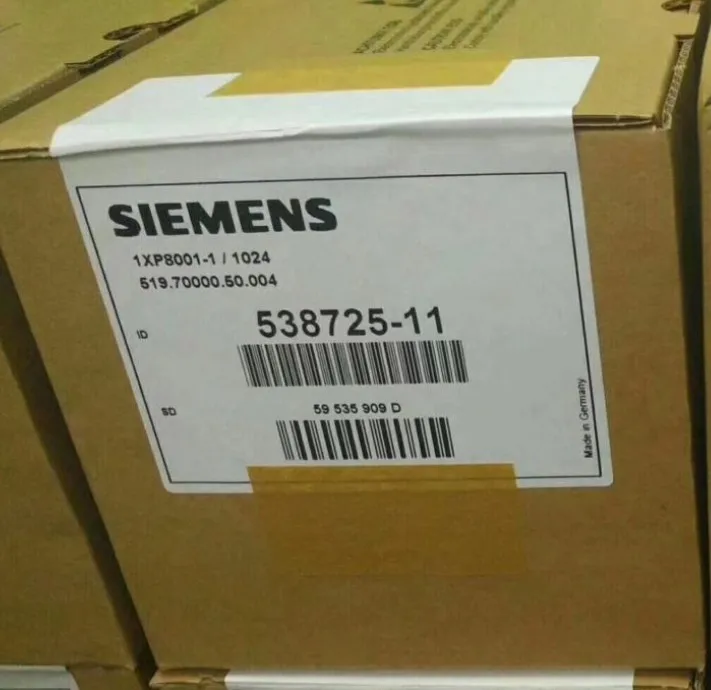 SIEMENS
1XP8001-1 / 1024
519.70000.50.004
ID
538725-11
SD
59 535 909 D
Made in Germany